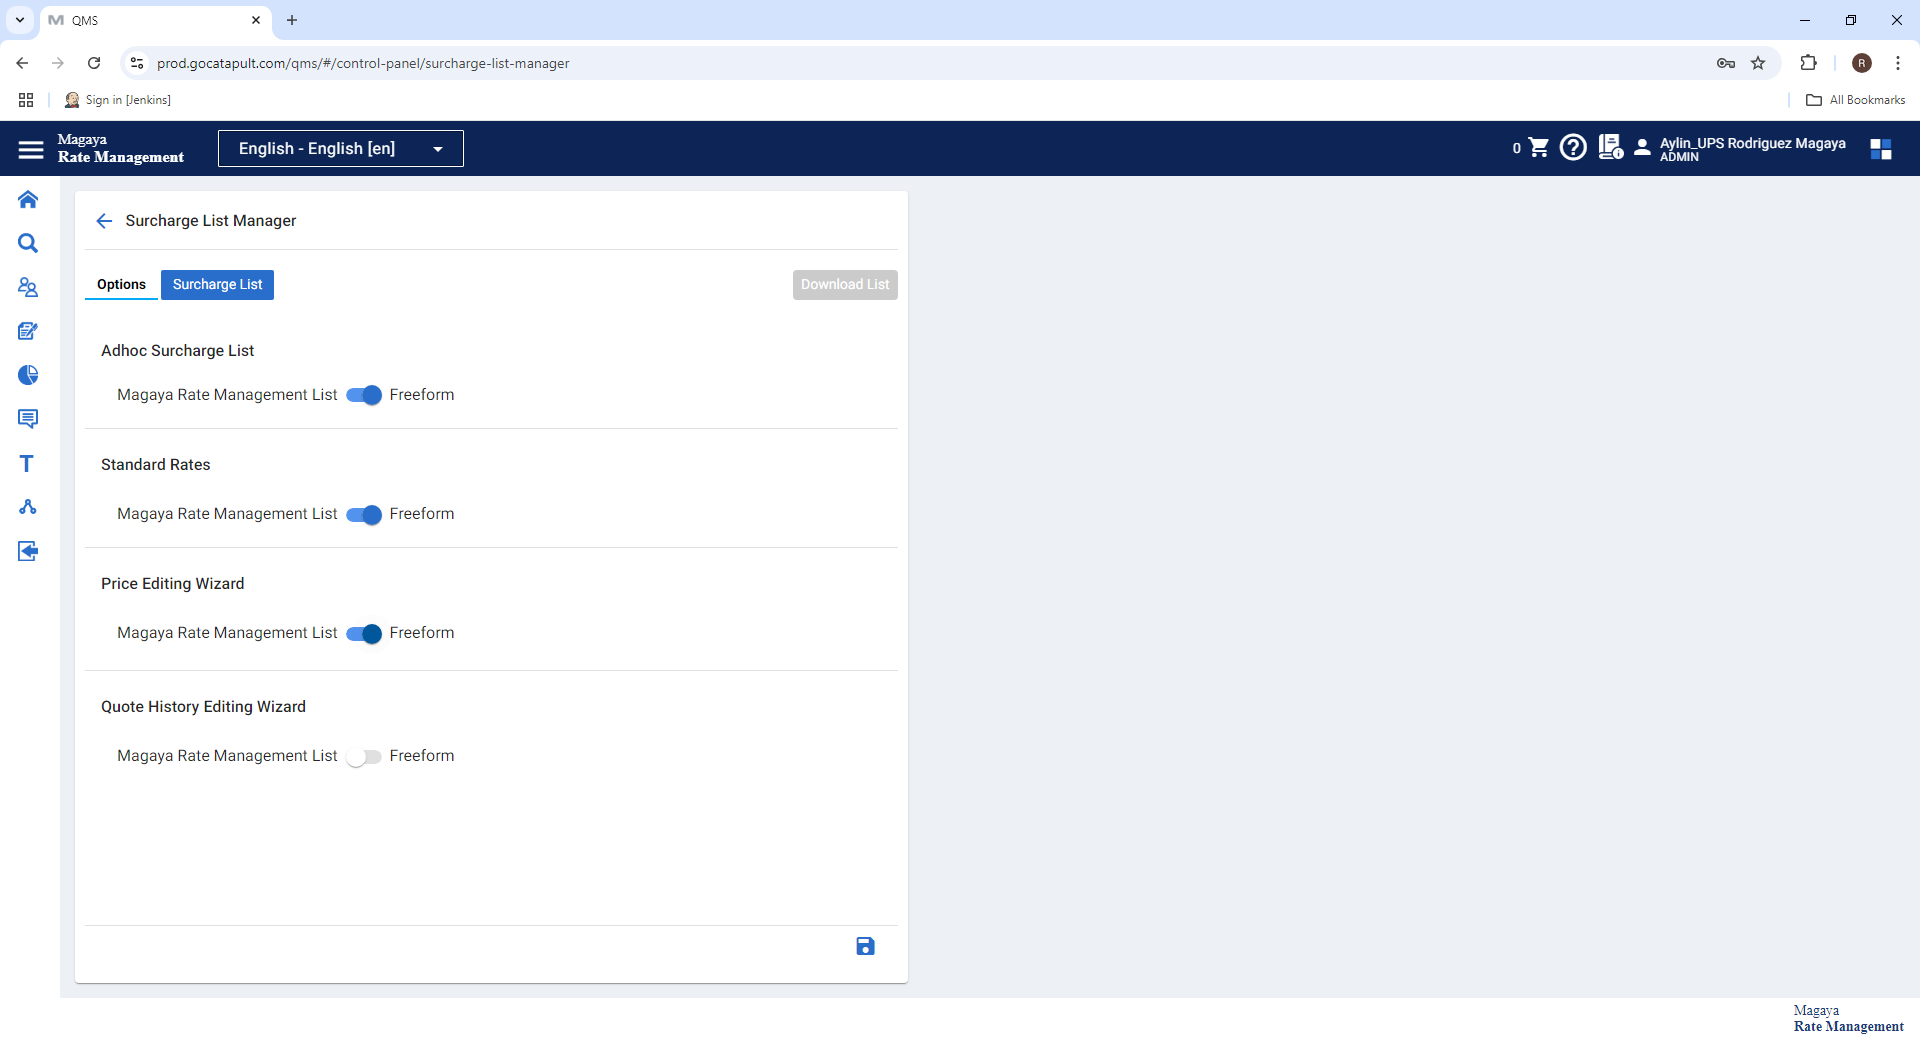 QMS
prod.gocatapult.com/qms/#/control-panel/surcharge-list-manager
R
Sign in [Jenkins]
All Bookmarks
Magaya
Rate Management
English - English [en]
0
Aylin_UPS Rodriguez Magaya
ADMIN
Surcharge List Manager
Options
Surcharge List
Download List
Adhoc Surcharge List
Magaya Rate Management List Freeform
Standard Rates
Magaya Rate Management List Freeform
Price Editing Wizard
Magaya Rate Management List Freeform
Quote History Editing Wizard
Magaya Rate Management List Freeform
Magaya
Rate Management